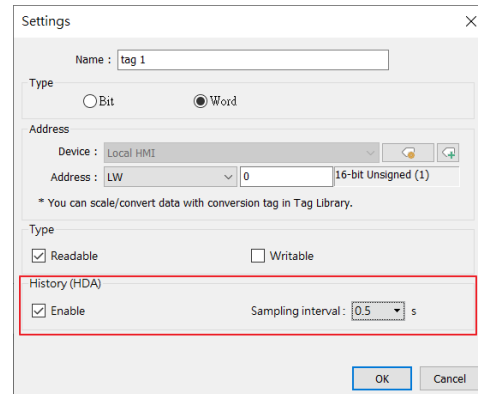 Settings
Name : tag 1
Type
Bit Word
Address
Device : Local HMI
Address : LW 0 16-bit Unsigned (1)
* You can scale/convert data with conversion tag in Tag Library.
Type
Readable Writable
History (HDA)
Enable Sampling interval : 0.5 s
OK Cancel